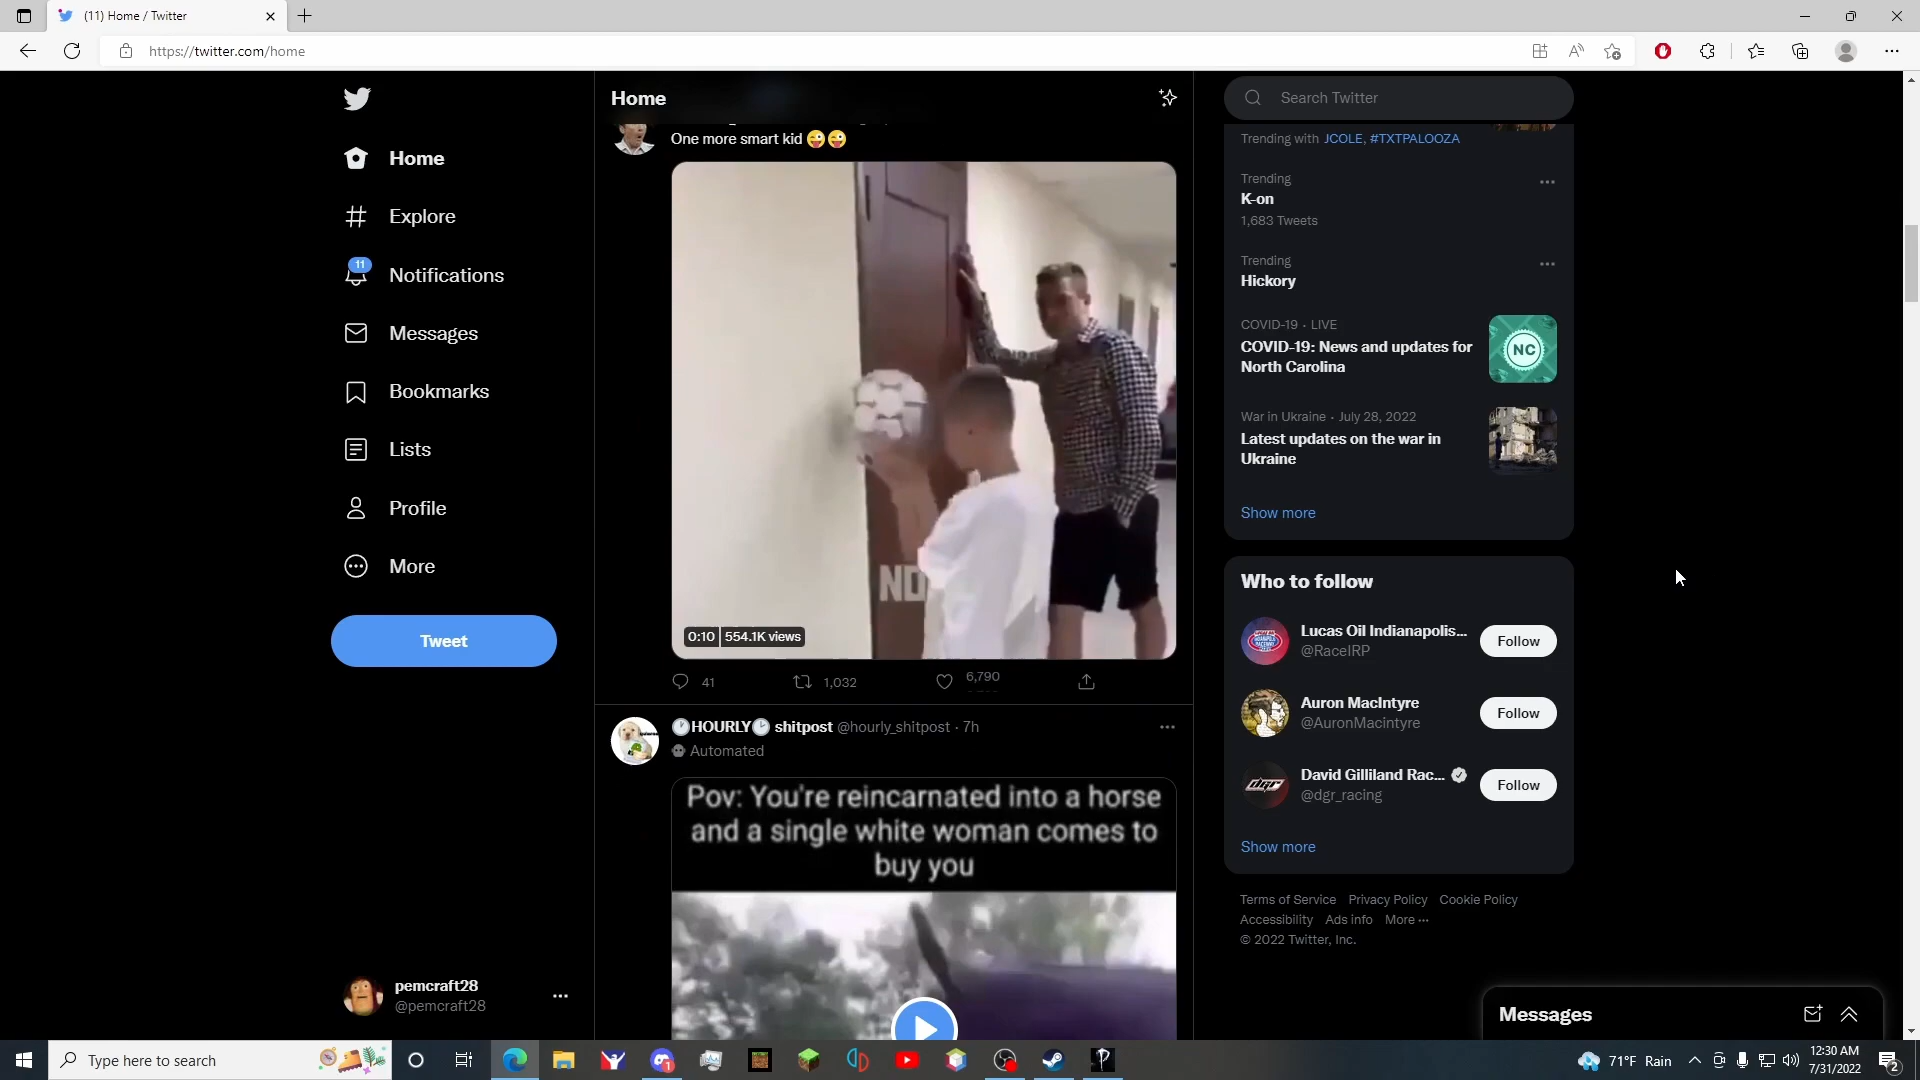 (11) Home / Twitter
https://twitter.com/home
Home
Explore
11
Notifications
Messages
Bookmarks
Lists
Profile
More
Tweet
pemcraft28
@pemcraft28
Home
One more smart kid 😜😜
NO
0:10 554.1K views
41
1,032
6,790
🕐HOURLY🕑 shitpost @hourly_shitpost · 7h
Automated
Pov: You're reincarnated into a horse
and a single white woman comes to
buy you
Search Twitter
Trending with JCOLE, #TXTPALOOZA
Trending
K-on
1,683 Tweets
Trending
Hickory
COVID-19 · LIVE
COVID-19: News and updates for
North Carolina
NC
War in Ukraine · July 28, 2022
Latest updates on the war in
Ukraine
Show more
Who to follow
Lucas Oil Indianapolis...
@RaceIRP
Follow
Auron MacIntyre
@AuronMacintyre
Follow
dgr
David Gilliland Rac...
@dgr_racing
Follow
Show more
Terms of Service Privacy Policy Cookie Policy
Accessibility Ads info More ···
© 2022 Twitter, Inc.
Messages
Type here to search
1
71°F Rain
12:30 AM
7/31/2022
2